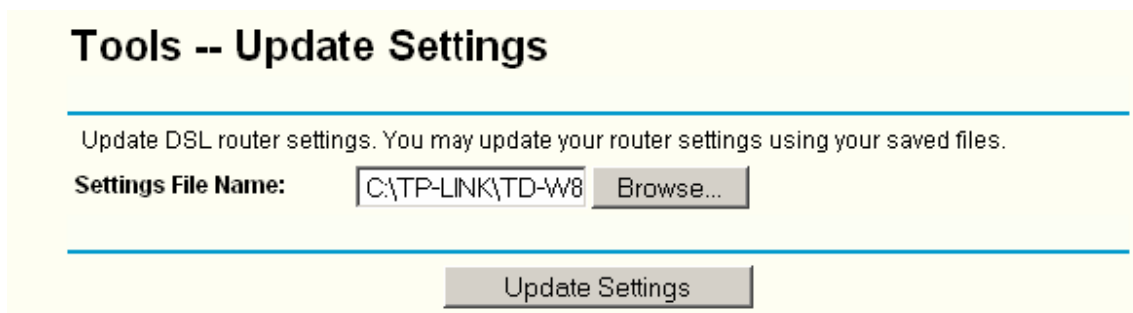 Tools -- Update Settings
Update DSL router settings. You may update your router settings using your saved files.
Settings File Name: C:\TP-LINK\TD-W8 Browse...
Update Settings